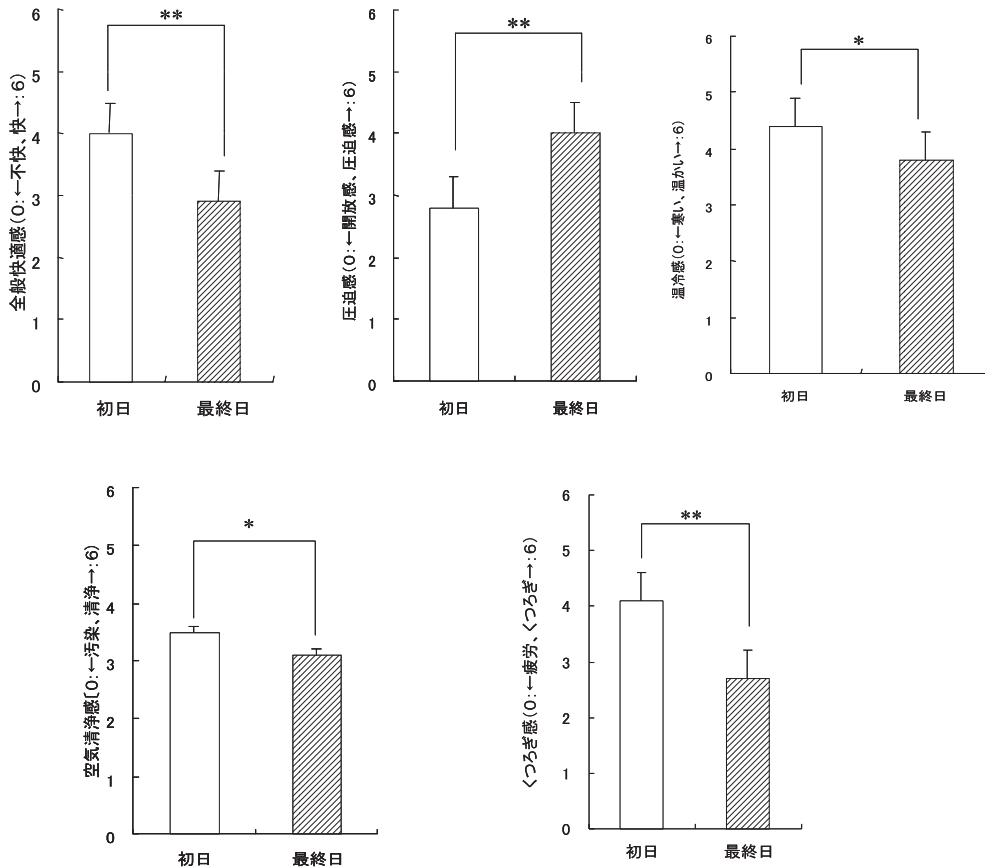 全般快適感(0:←不快、快→:6)
6
5
4
3
2
1
0
**
初日
最終日
圧迫感(0:←開放感、圧迫感→:6)
6
5
4
3
2
1
0
**
初日
最終日
温冷感(0:←寒い、温かい→:6)
6
5
4
3
2
1
0
*
初日
最終日
空気清浄感[0:←汚染、清浄→:6)
6
5
4
3
2
1
0
*
初日
最終日
くつろぎ感(0:←疲労、くつろぎ→:6)
6
5
4
3
2
1
0
**
初日
最終日